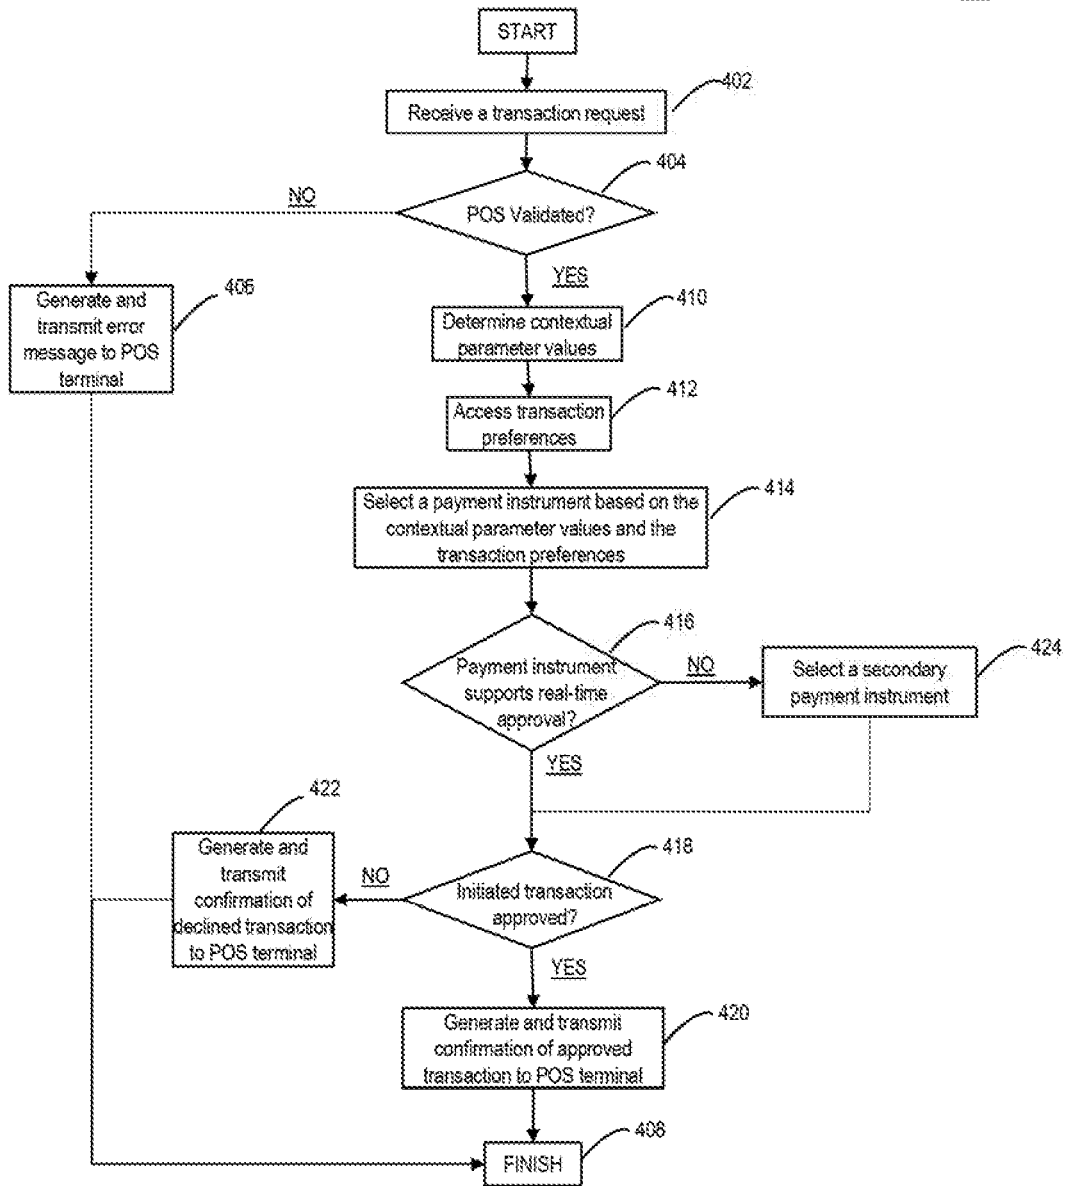 START
402
Receive a transaction request
404
NO
POS Validated?
YES
406
Generate and
transmit error
message to POS
terminal
410
Determine contextual
parameter values
412
Access transaction
preferences
414
Select a payment instrument based on the
contextual parameter values and the
transaction preferences
416
Payment instrument
supports real-time
approval?
NO
424
Select a secondary
payment instrument
YES
422
Generate and
transmit
confirmation of
declined transaction
to POS terminal
NO
418
Initiated transaction
approved?
YES
420
Generate and transmit
confirmation of approved
transaction to POS terminal
408
FINISH